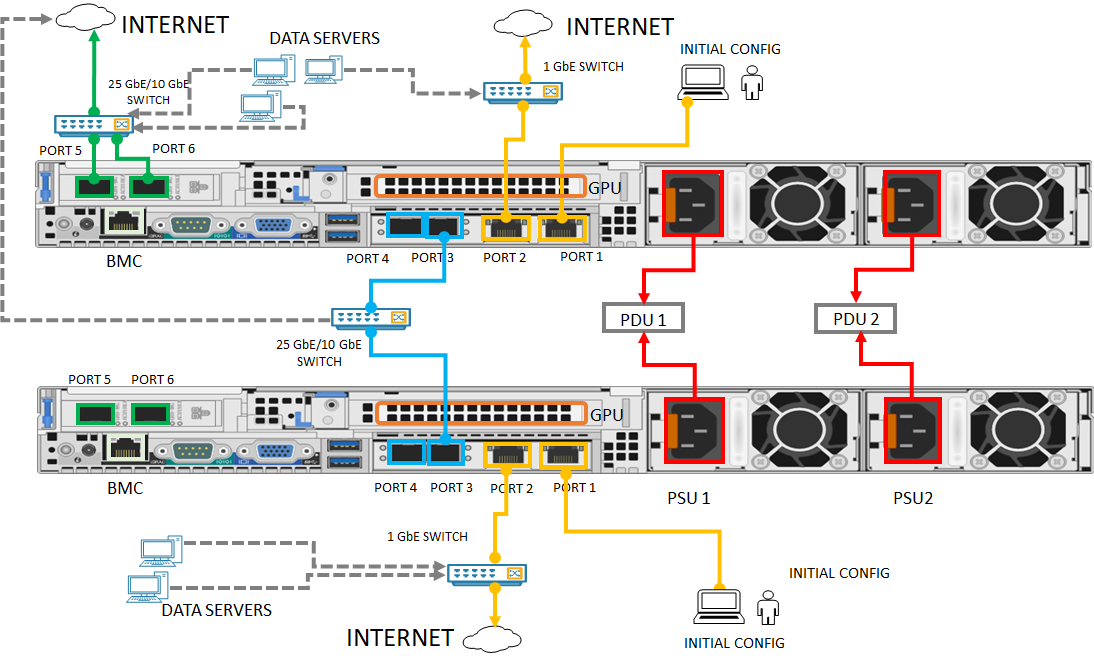 INTERNET
INTERNET
DATA SERVERS
INITIAL CONFIG
1 GbE SWITCH
25 GbE/10 GbE
SWITCH
PORT 5
PORT 6
GPU
BMC
PORT 4
PORT 3
PORT 2
PORT 1
PDU 1
PDU 2
25 GbE/10 GbE
SWITCH
PORT 5
PORT 6
GPU
BMC
PORT 4
PORT 3
PORT 2
PORT 1
PSU 1
PSU2
1 GbE SWITCH
INITIAL CONFIG
DATA SERVERS
INTERNET
INITIAL CONFIG